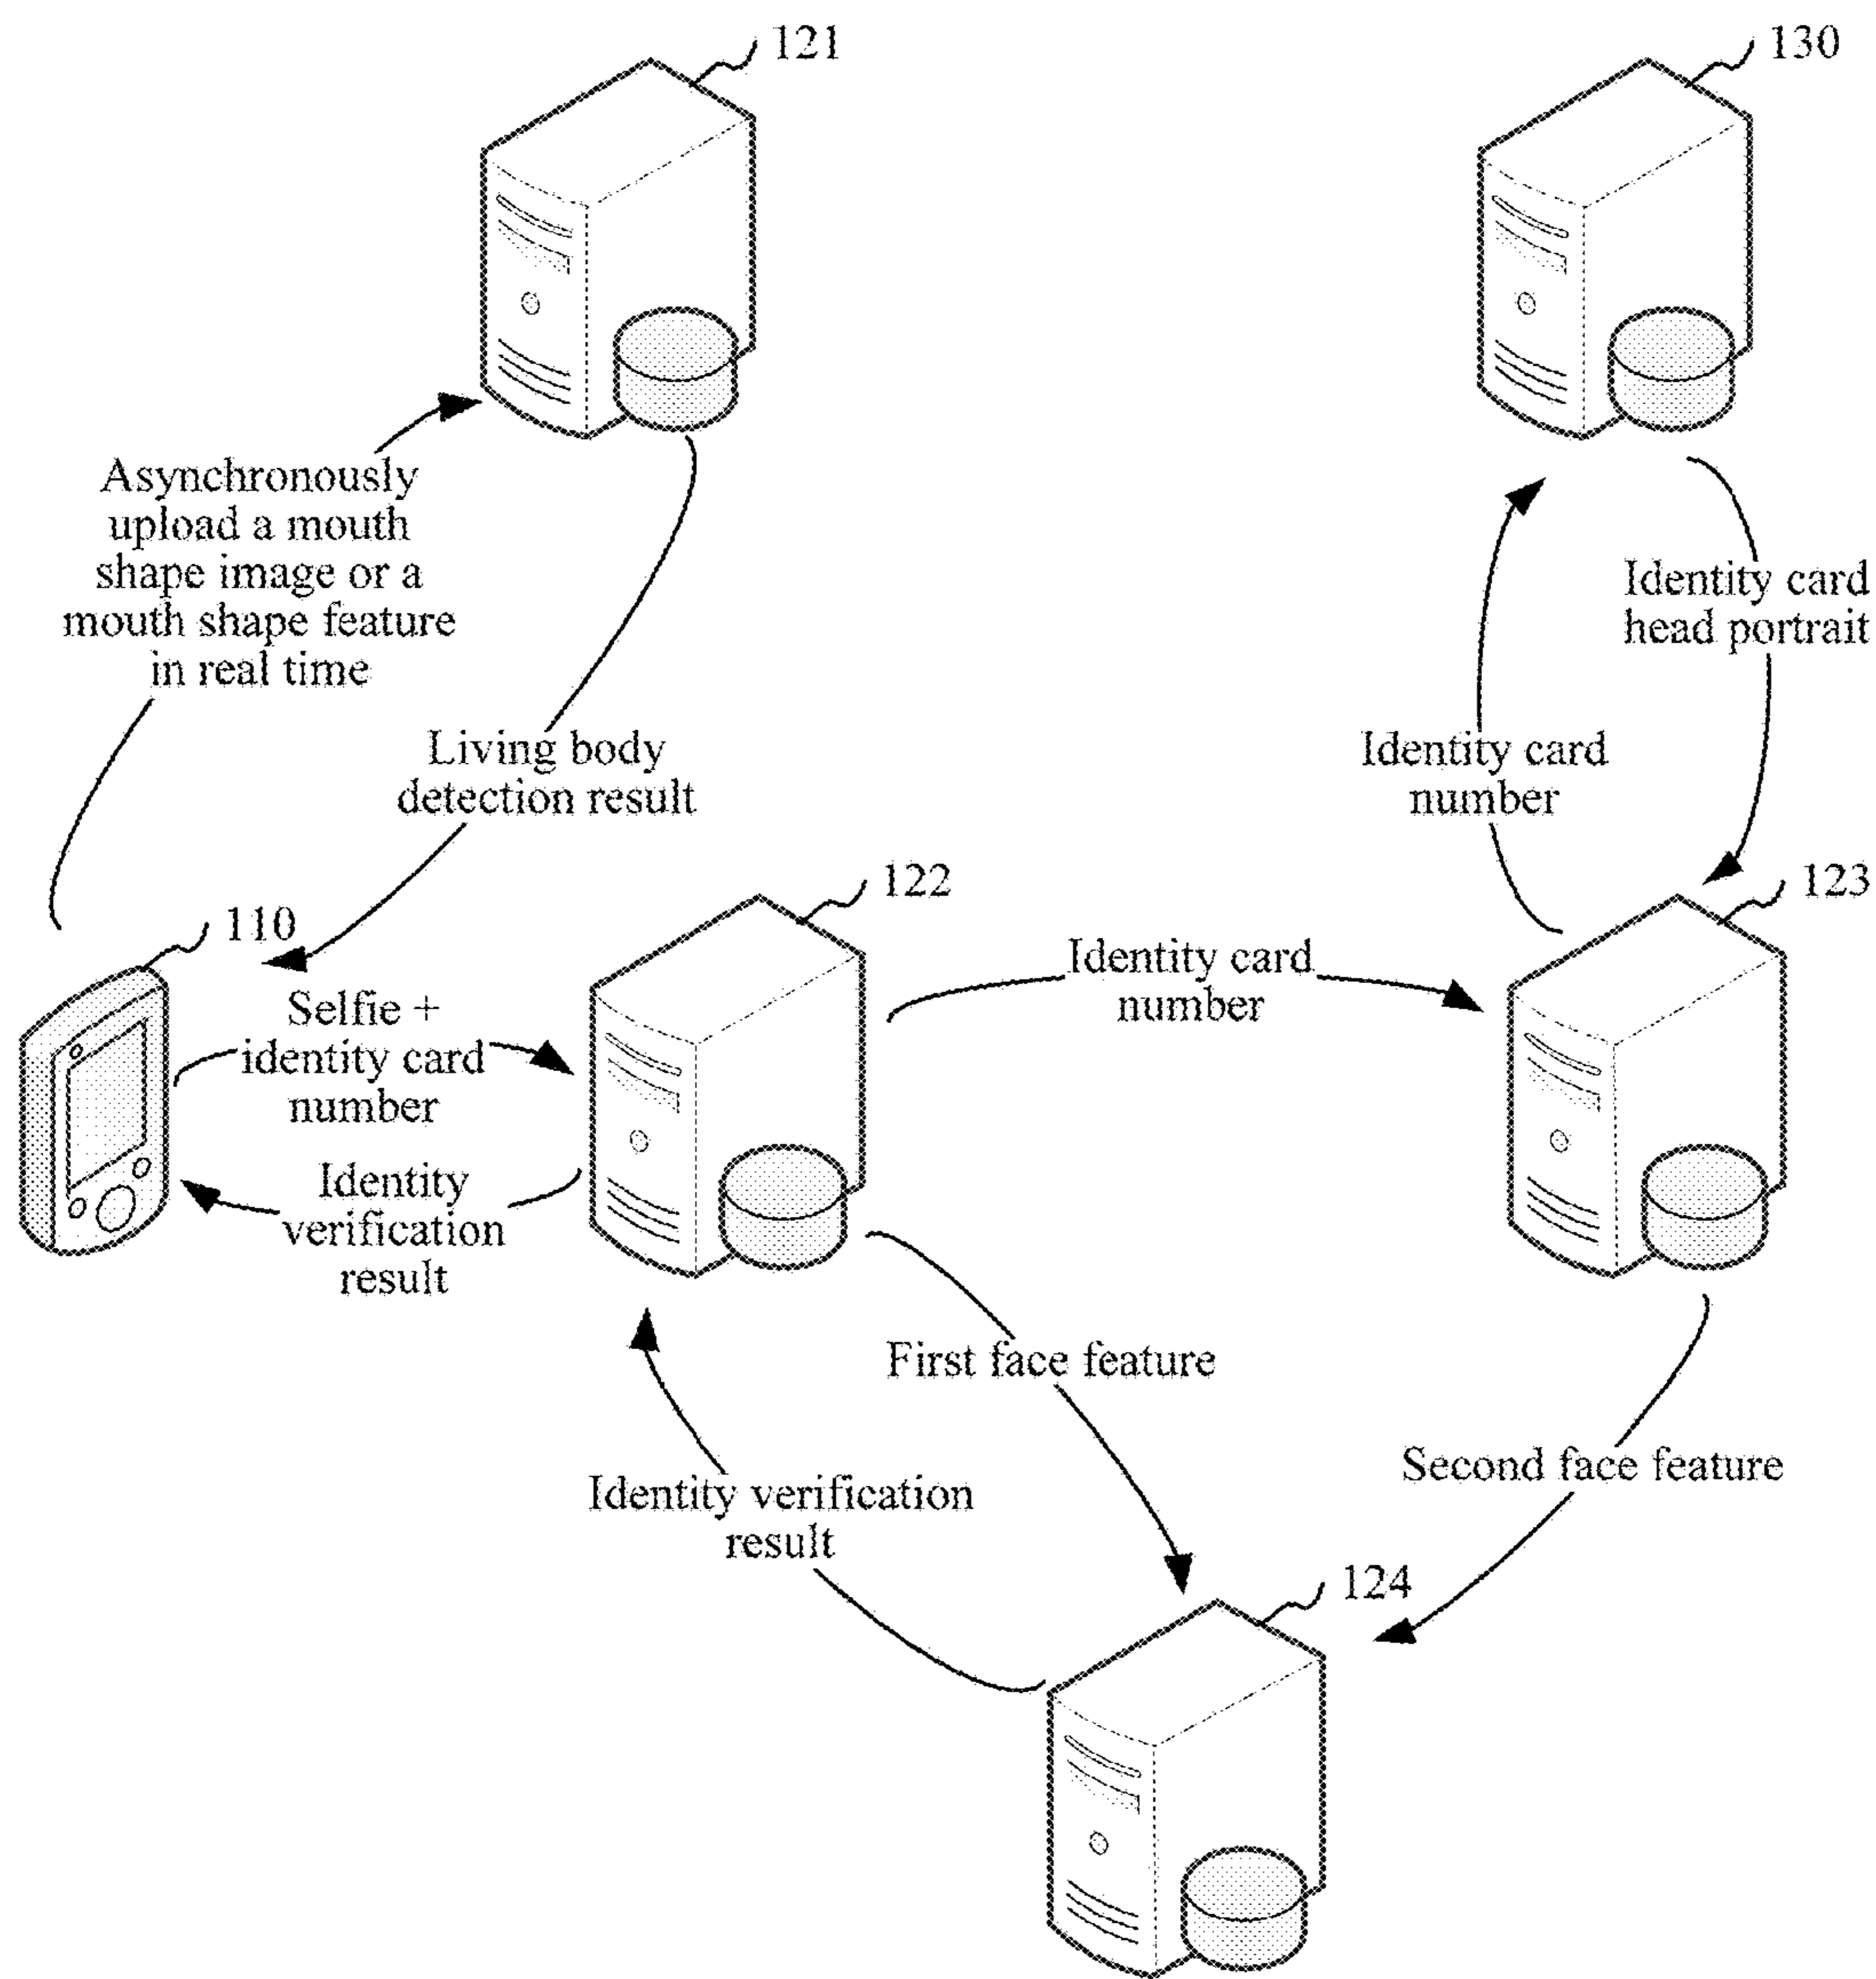 121
130
Asynchronously
upload a mouth
shape image or a
mouth shape feature
in real time
Identity card
head portrait
Living body
detection result
Identity card
number
122
123
110
Identity card
number
Selfie +
identity card
number
Identity
verification
result
First face feature
Second face feature
Identity verification
result
124